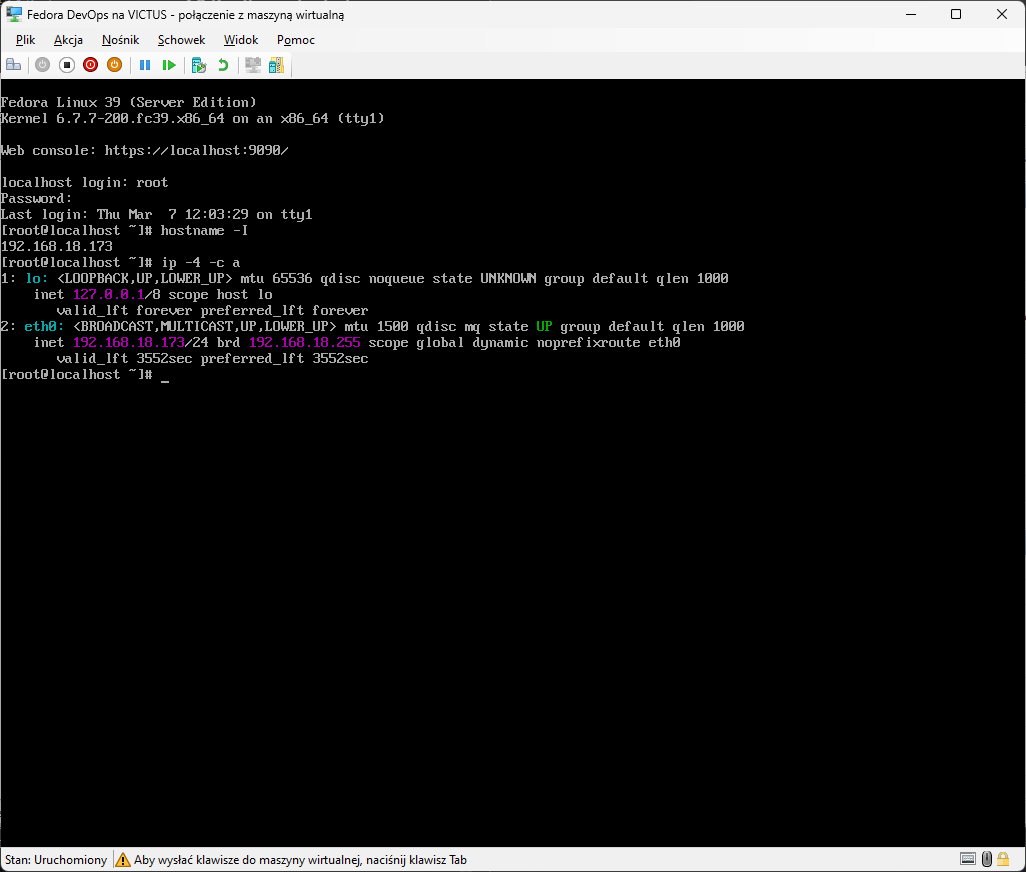 Fedora DevOps na VICTUS - połączenie z maszyną wirtualną
Plik Akcja Nośnik Schowek Widok Pomoc
Fedora Linux 39 (Server Edition)
Kernel 6.7.7-200.fc39.x86_64 on an x86_64 (tty1)
Web console: https://localhost:9090/
localhost login: root
Password:
Last login: Thu Mar  7 12:03:29 on tty1
[root@localhost ~]# hostname -I
192.168.18.173
[root@localhost ~]# ip -4 -c a
1: lo: <LOOPBACK,UP,LOWER_UP> mtu 65536 qdisc noqueue state UNKNOWN group default qlen 1000
    inet 127.0.0.1/8 scope host lo
       valid_lft forever preferred_lft forever
2: eth0: <BROADCAST,MULTICAST,UP,LOWER_UP> mtu 1500 qdisc mq state UP group default qlen 1000
    inet 192.168.18.173/24 brd 192.168.18.255 scope global dynamic noprefixroute eth0
       valid_lft 3552sec preferred_lft 3552sec
[root@localhost ~]# _
Stan: Uruchomiony Aby wysłać klawisze do maszyny wirtualnej, naciśnij klawisz Tab